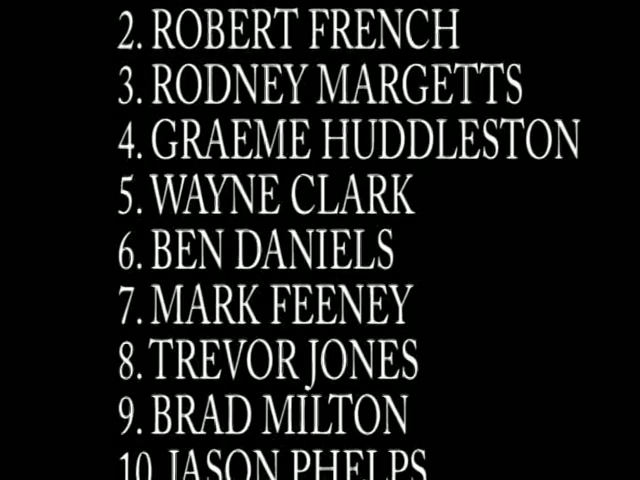 2. ROBERT FRENCH
3. RODNEY MARGETTS
4. GRAEME HUDDLESTON
5. WAYNE CLARK
6. BEN DANIELS
7. MARK FEENEY
8. TREVOR JONES
9. BRAD MILTON
10. JASON PHELPS